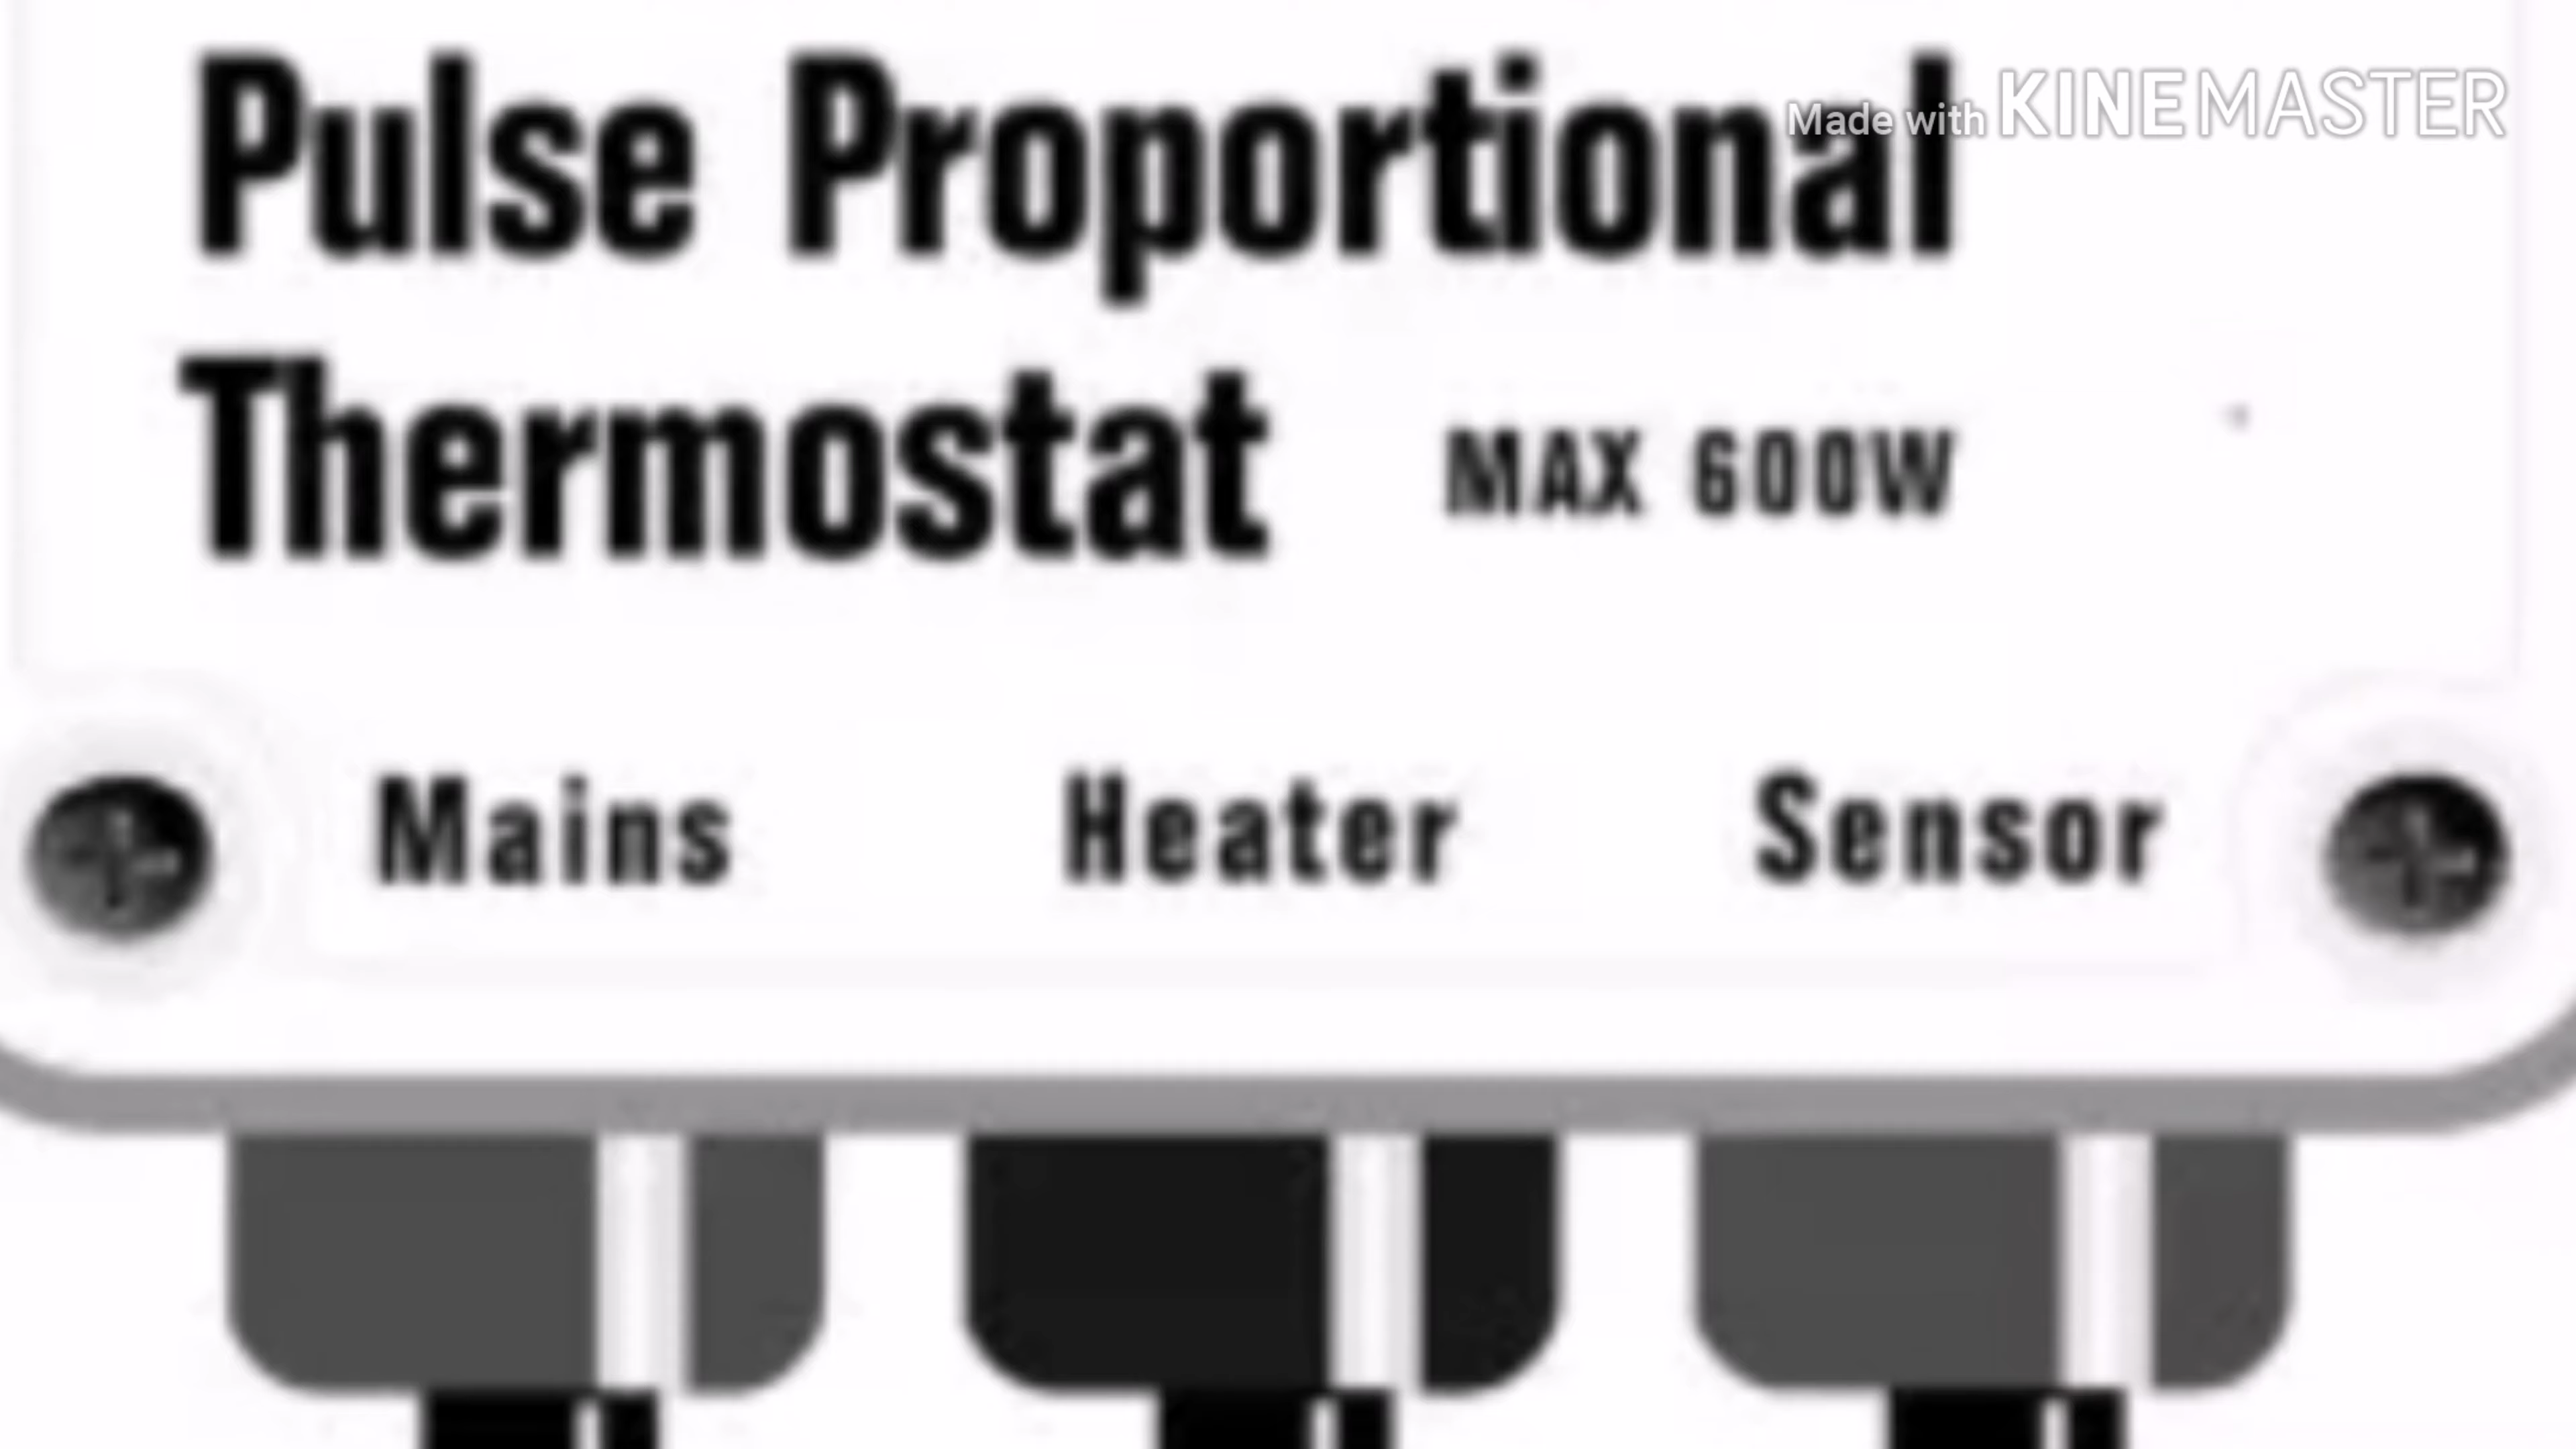 Pulse Proportional
Made with KINEMASTER
Thermostat MAX 600W
Mains Heater Sensor